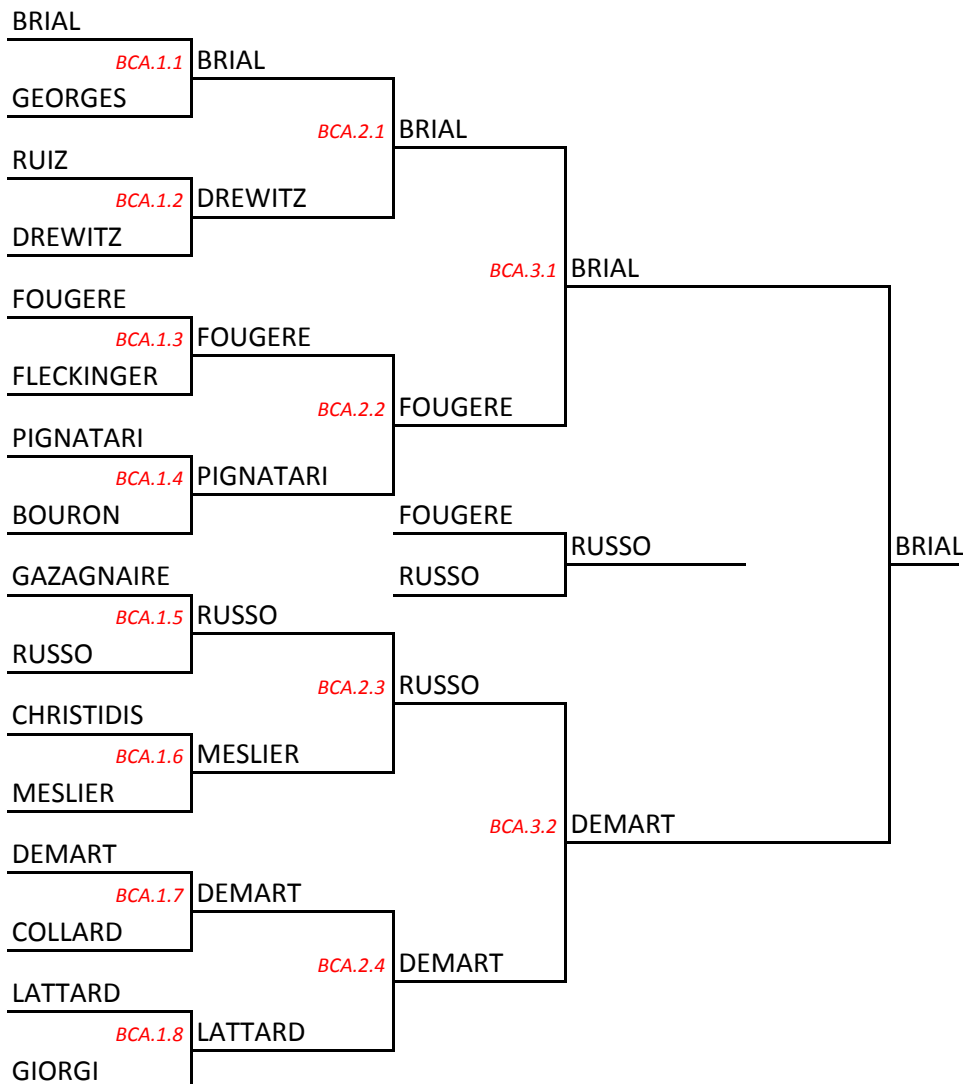 BRIAL
BCA.1.1 BRIAL
GEORGES
BCA.2.1 BRIAL
RUIZ
BCA.1.2 DREWITZ
DREWITZ
BCA.3.1 BRIAL
FOUGERE
BCA.1.3 FOUGERE
FLECKINGER
BCA.2.2 FOUGERE
PIGNATARI
BCA.1.4 PIGNATARI
BOURON FOUGERE
RUSSO BRIAL
GAZAGNAIRE RUSSO
BCA.1.5 RUSSO
RUSSO
BCA.2.3 RUSSO
CHRISTIDIS
BCA.1.6 MESLIER
MESLIER
BCA.3.2 DEMART
DEMART
BCA.1.7 DEMART
COLLARD
BCA.2.4 DEMART
LATTARD
BCA.1.8 LATTARD
GIORGI